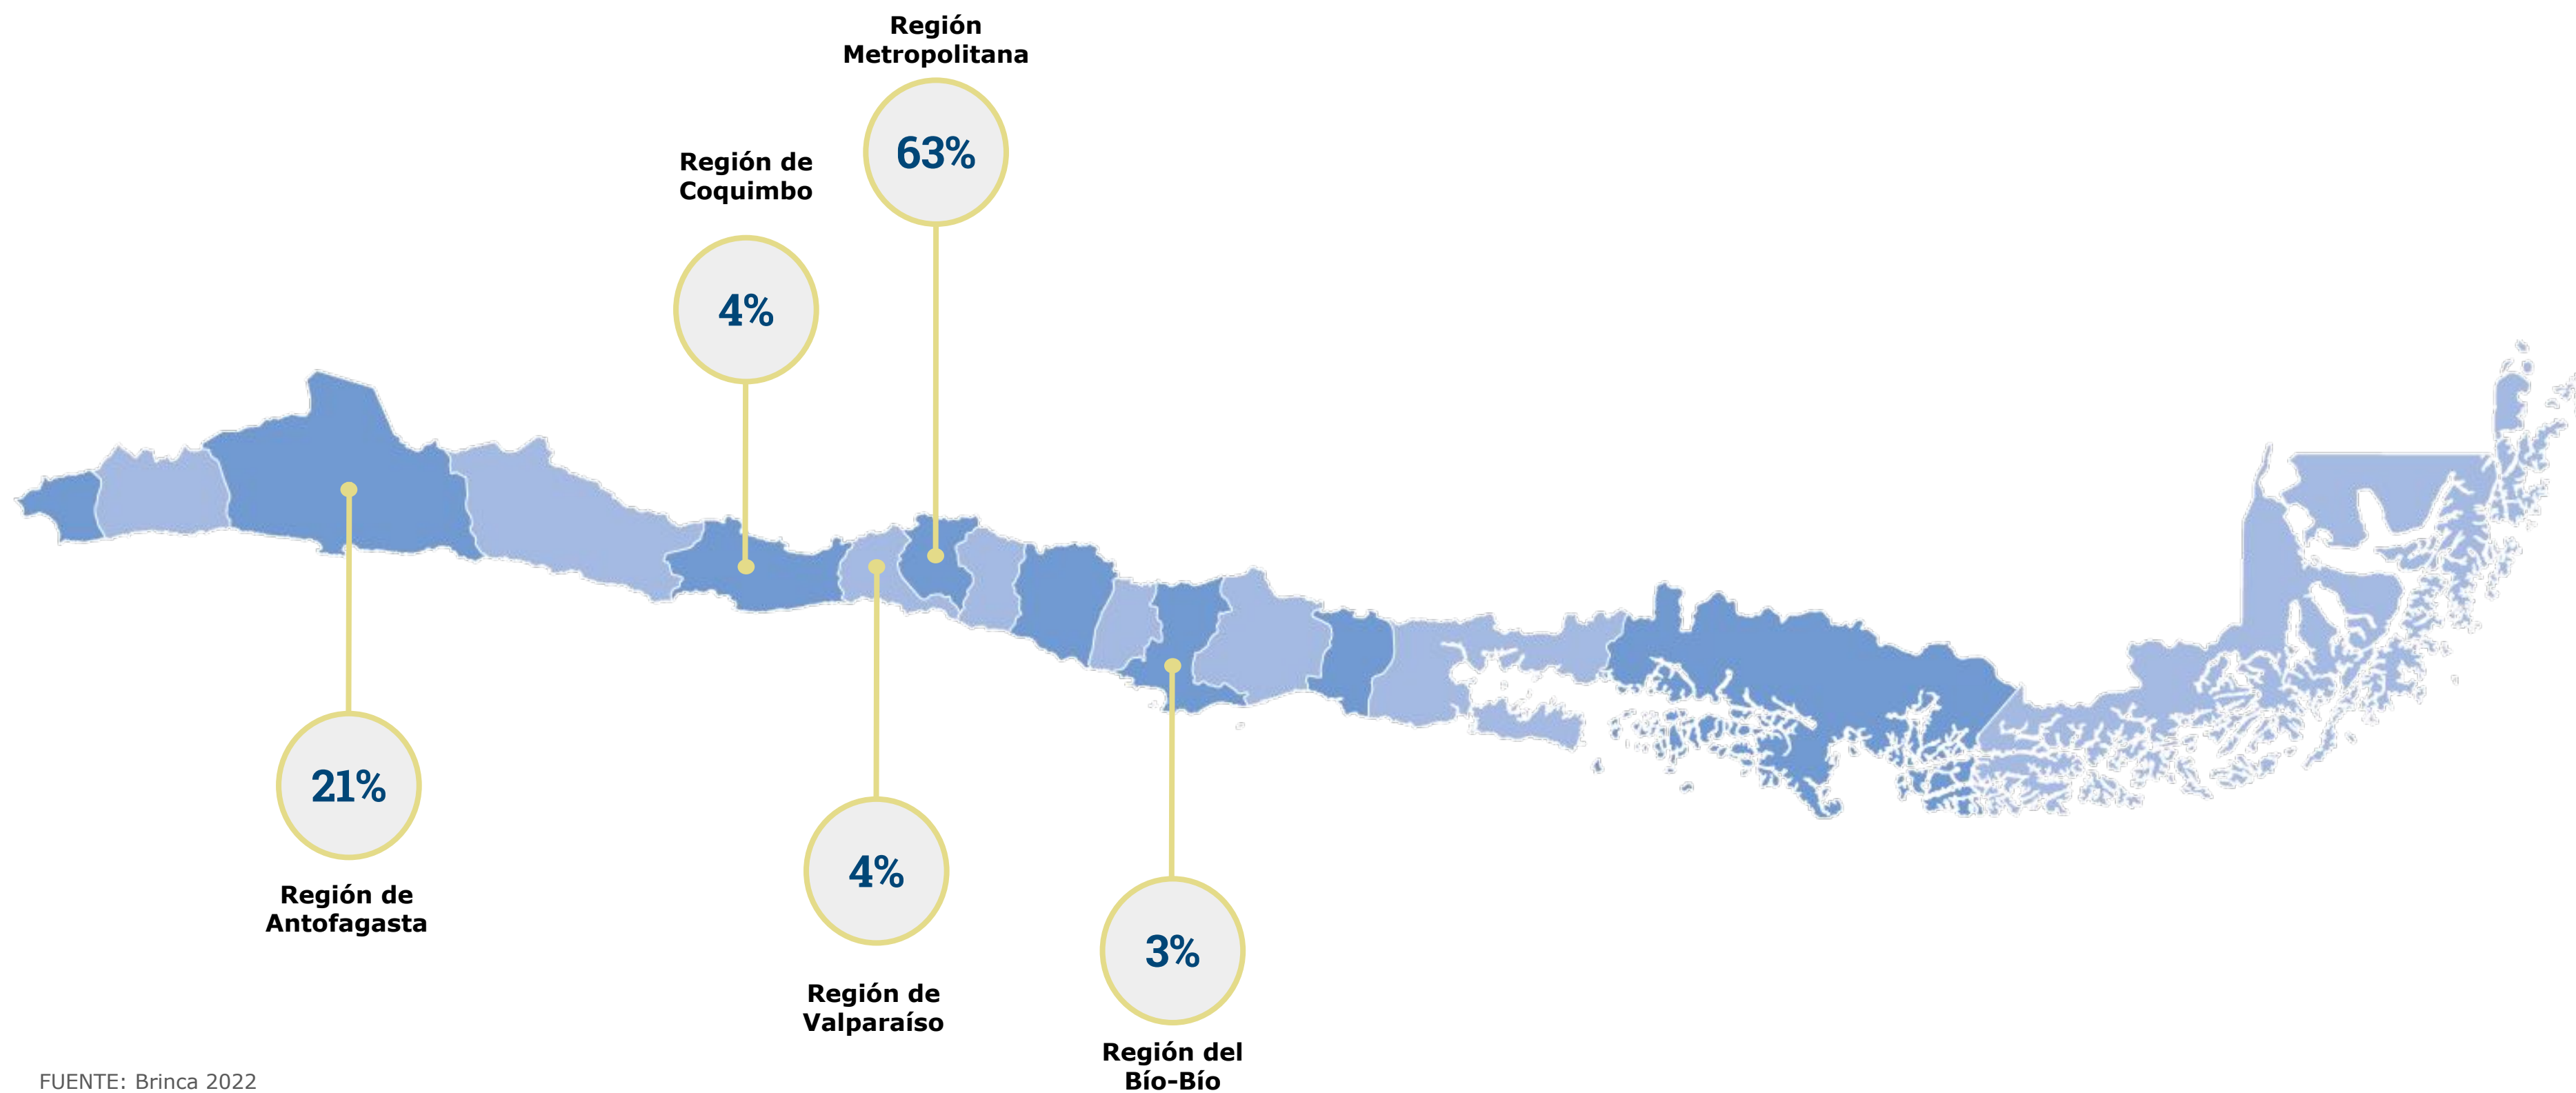 Región
Metropolitana
63%
Región de
Coquimbo
4%
21%
Región de
Antofagasta
4%
Región de
Valparaíso
3%
Región del
Bío-Bío
FUENTE: Brinca 2022